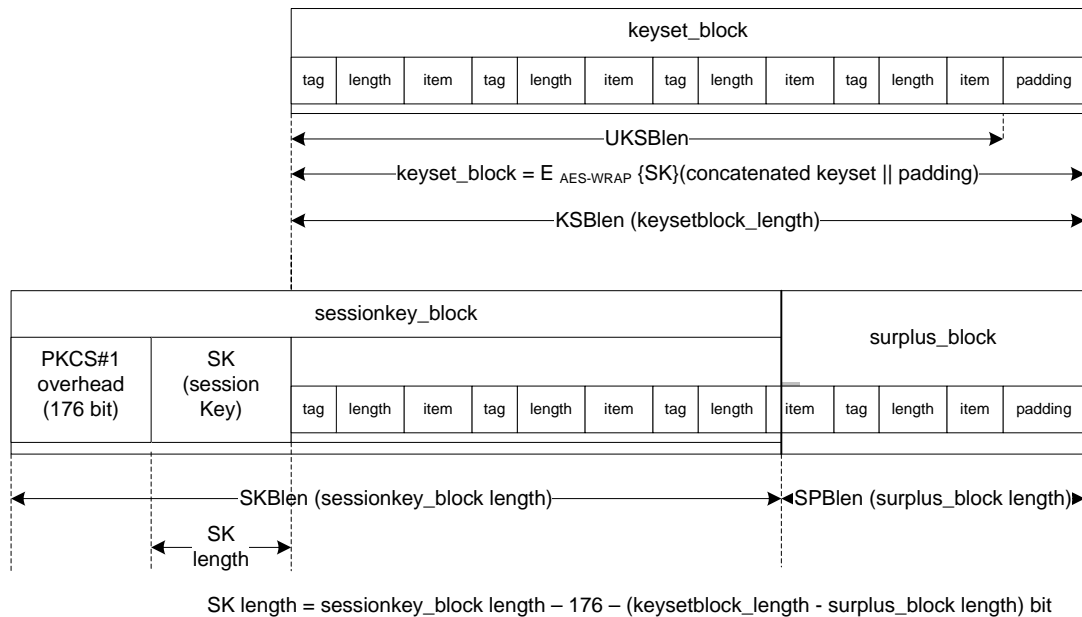 keyset_block
tag length item tag length item tag length item tag length item padding
UKSBlen
keyset_block = E AES-WRAP {SK}(concatenated keyset || padding)
KSBlen (keysetblock_length)
sessionkey_block
surplus_block
PKCS#1
overhead
(176 bit)
SK
(session
Key)
tag length item tag length item tag length item tag length item padding
SKBlen (sessionkey_block length)
SPBlen (surplus_block length)
SK
length
SK length = sessionkey_block length – 176 – (keysetblock_length - surplus_block length) bit